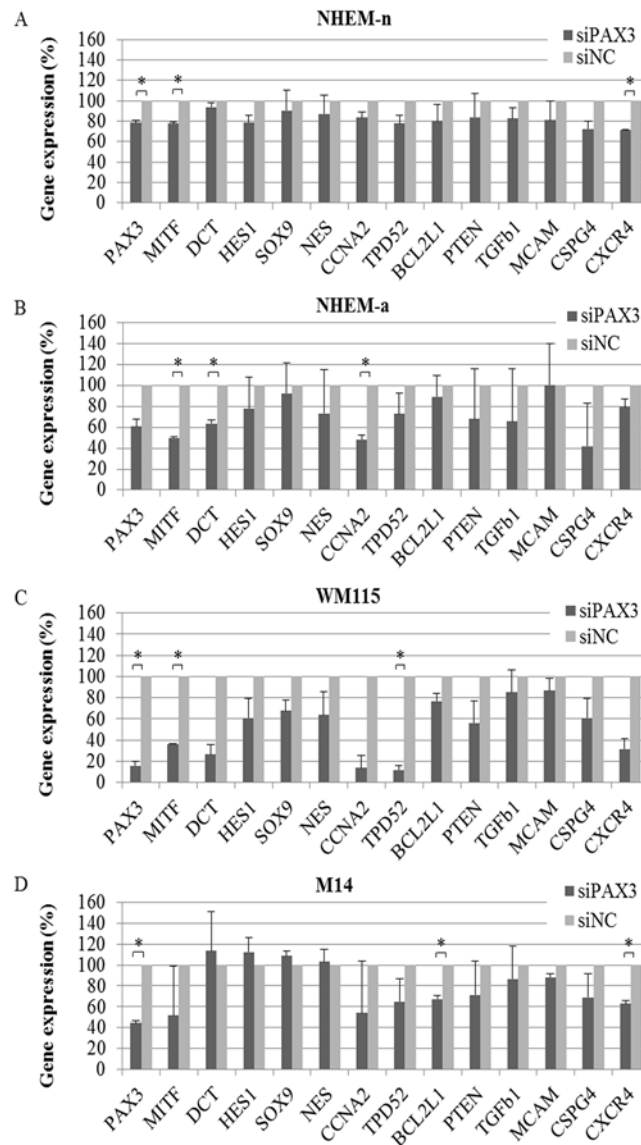 A
NHEM-n
Gene expression (%)
160
140
120
100
80
60
40
20
0
siPAX3
siNC
* * *
PAX3 MITF DCT HES1 SOX9 NES CCNA2 TPD52 BCL2L1 PTEN TGFb1 MCAM CSPG4 CXCR4
B
NHEM-a
Gene expression (%)
160
140
120
100
80
60
40
20
0
siPAX3
siNC
* * *
PAX3 MITF DCT HES1 SOX9 NES CCNA2 TPD52 BCL2L1 PTEN TGFb1 MCAM CSPG4 CXCR4
C
WM115
Gene expression (%)
160
140
120
100
80
60
40
20
0
siPAX3
siNC
* * *
PAX3 MITF DCT HES1 SOX9 NES CCNA2 TPD52 BCL2L1 PTEN TGFb1 MCAM CSPG4 CXCR4
D
M14
Gene expression (%)
160
140
120
100
80
60
40
20
0
siPAX3
siNC
* * *
PAX3 MITF DCT HES1 SOX9 NES CCNA2 TPD52 BCL2L1 PTEN TGFb1 MCAM CSPG4 CXCR4